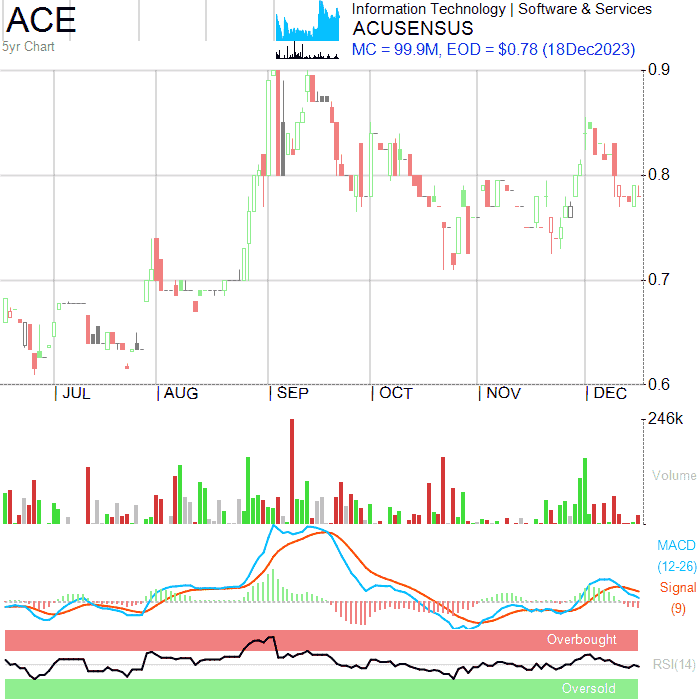 ACE
5yr Chart
Information Technology | Software & Services
ACUSENSUS
MC = 99.9M, EOD = $0.78 (18Dec2023)
0.9
0.8
0.7
0.6
| JUL | AUG | SEP | OCT | NOV | DEC
246k
Volume
MACD
(12-26)
Signal
(9)
Overbought
RSI(14)
Oversold